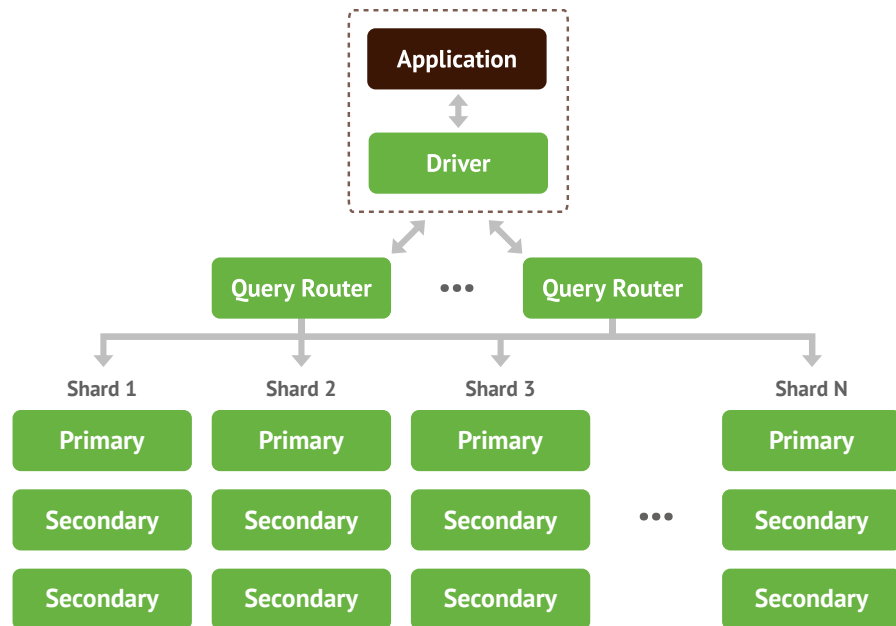 Application
Driver
Query Router ••• Query Router
Shard 1 Shard 2 Shard 3 Shard N
Primary Primary Primary Primary
Secondary Secondary Secondary ••• Secondary
Secondary Secondary Secondary Secondary